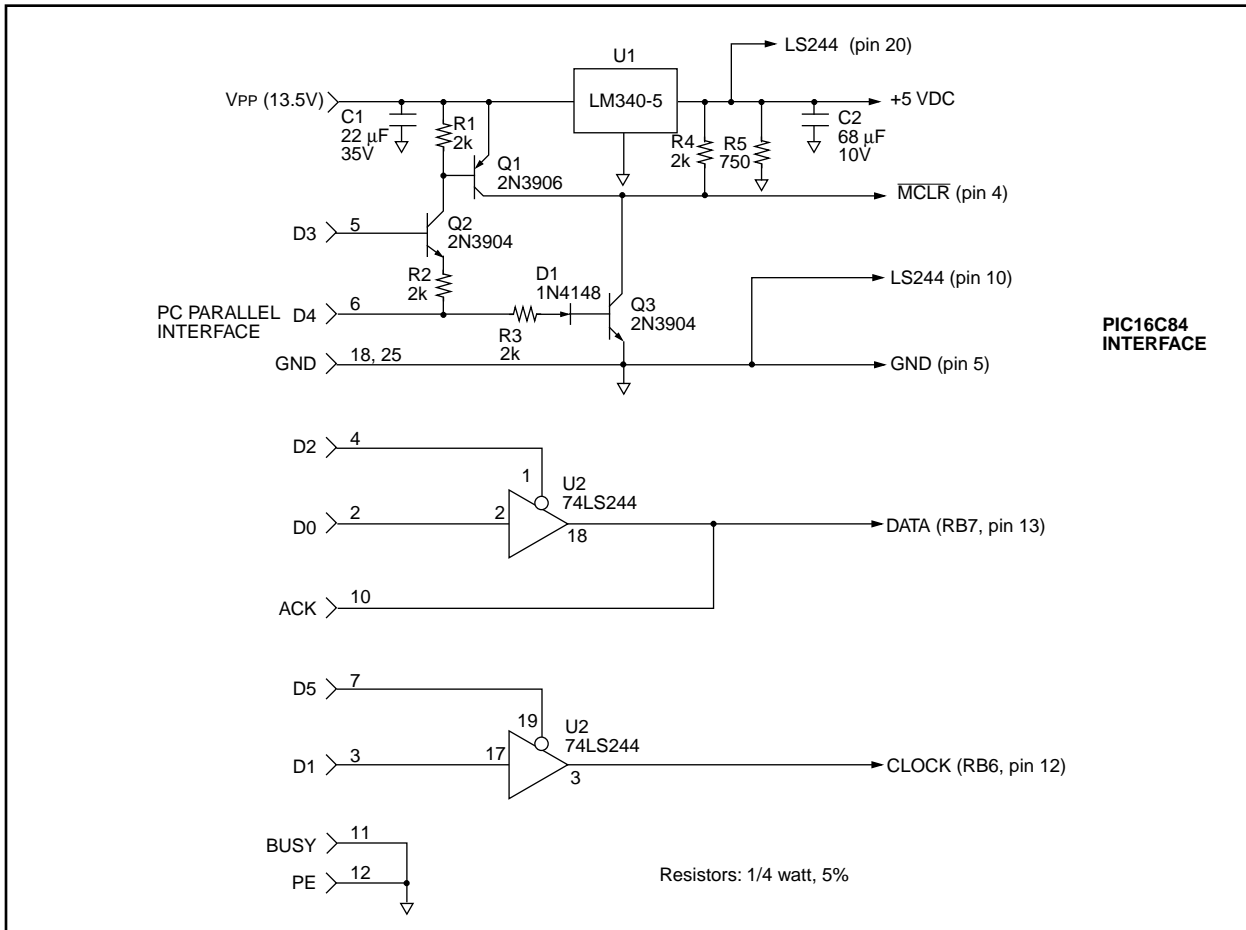 LS244 (pin 20)
U1
VPP (13.5V)
LM340-5
+5 VDC
C1
22 µF
35V
R1
2k
R4
2k
R5
750
C2
68 µF
10V
Q1
2N3906
MCLR (pin 4)
D3
5
Q2
2N3904
R2
2k
D1
1N4148
LS244 (pin 10)
PC PARALLEL
INTERFACE
D4
6
Q3
2N3904
R3
2k
PIC16C84
INTERFACE
GND
18, 25
GND (pin 5)
D2
4
1
U2
74LS244
D0
2
2
18
DATA (RB7, pin 13)
ACK
10
D5
7
19
U2
74LS244
D1
3
17
3
CLOCK (RB6, pin 12)
BUSY
11
PE
12
Resistors: 1/4 watt, 5%